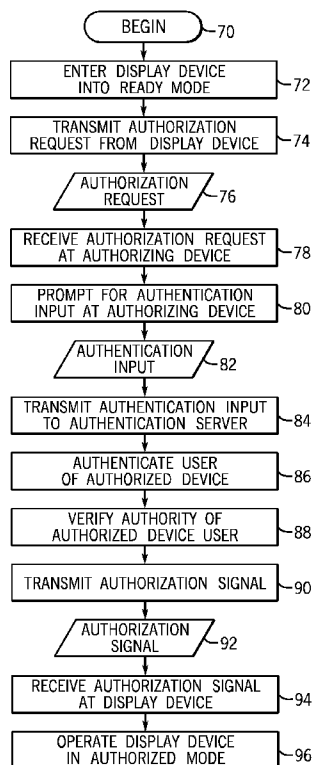 BEGIN
70
ENTER DISPLAY DEVICE
INTO READY MODE
72
TRANSMIT AUTHORIZATION
REQUEST FROM DISPLAY DEVICE
74
AUTHORIZATION
REQUEST
76
RECEIVE AUTHORIZATION REQUEST
AT AUTHORIZING DEVICE
78
PROMPT FOR AUTHENTICATION
INPUT AT AUTHORIZING DEVICE
80
AUTHENTICATION
INPUT
82
TRANSMIT AUTHENTICATION INPUT
TO AUTHENTICATION SERVER
84
AUTHENTICATE USER
OF AUTHORIZED DEVICE
86
VERIFY AUTHORITY OF
AUTHORIZED DEVICE USER
88
TRANSMIT AUTHORIZATION SIGNAL
90
AUTHORIZATION
SIGNAL
92
RECEIVE AUTHORIZATION SIGNAL
AT DISPLAY DEVICE
94
OPERATE DISPLAY DEVICE
IN AUTHORIZED MODE
96